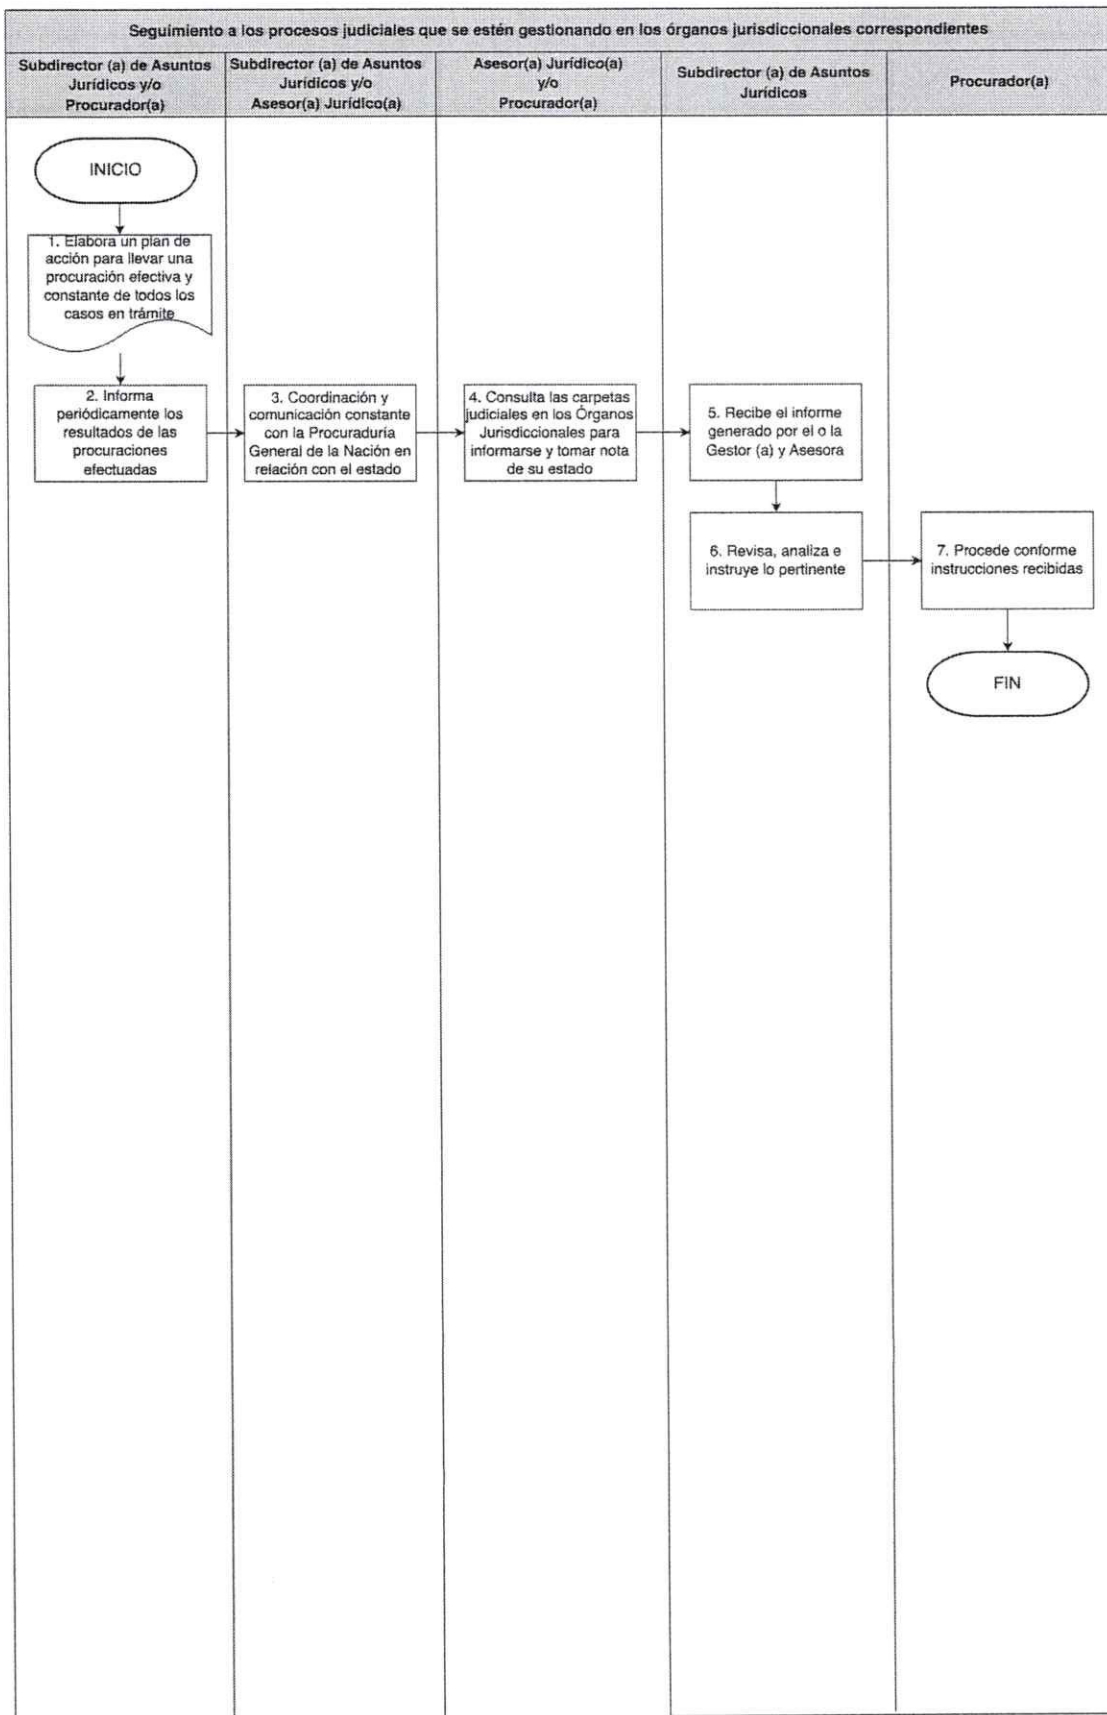 Seguimiento a los procesos judiciales que se estén gestionando en los órganos jurisdiccionales correspondientes
Subdirector (a) de Asuntos
Jurídicos y/o
Procurador(a)
Subdirector (a) de Asuntos
Jurídicos y/o
Asesor(a) Jurídico(a)
Asesor(a) Jurídico(a)
y/o
Procurador(a)
Subdirector (a) de Asuntos
Jurídicos
Procurador(a)
INICIO
1. Elabora un plan de
acción para llevar una
procuración efectiva y
constante de todos los
casos en trámite
2. Informa
periódicamente los
resultados de las
procuraciones
efectuadas
3. Coordinación y
comunicación constante
con la Procuraduría
General de la Nación en
relación con el estado
4. Consulta las carpetas
judiciales en los Órganos
Jurisdiccionales para
informarse y tomar nota
de su estado
5. Recibe el informe
generado por el o la
Gestor (a) y Asesora
6. Revisa, analiza e
instruye lo pertinente
7. Procede conforme
instrucciones recibidas
FIN